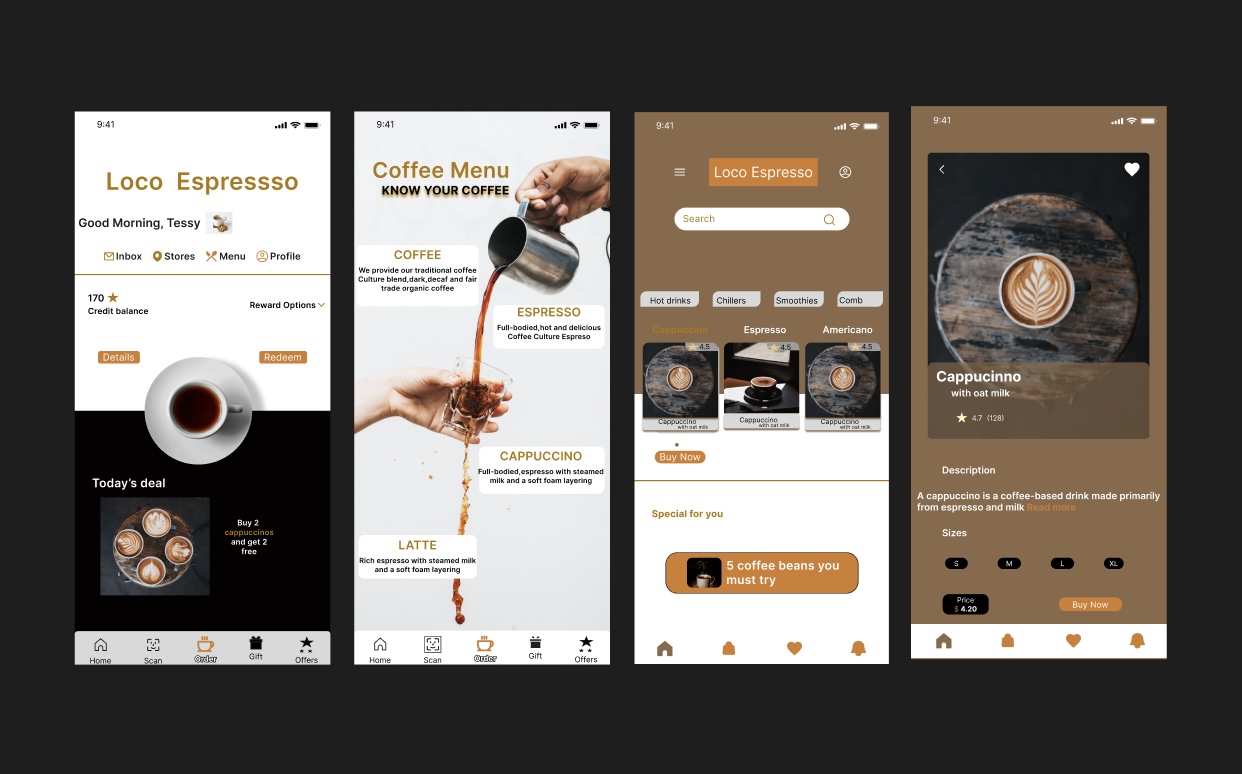 9:41
Loco Espressso
Good Morning, Tessy
Inbox Stores Menu Profile
170
Credit balance
Reward Options
Details Redeem
Today's deal
Buy 2
cappuccinos
and get 2
free
Home Scan Order Gift Offers
9:41
Coffee Menu
KNOW YOUR COFFEE
COFFEE
We provide our traditional coffee
Culture blend,dark,decaf and fair
trade organic coffee
ESPRESSO
Full-bodied,hot and delicious
Coffee Culture Espreso
CAPPUCCINO
Full-bodied,espresso with steamed
milk and a soft foam layering
LATTE
Rich espresso with steamed milk
and a soft foam layering
Home Scan Order Gift Offers
9:41
Loco Espresso
Search
Hot drinks Chillers Smoothies Comb
Cappuccino Espresso Americano
4.5 4.5 4.5
Cappuccino Cappuccino Cappuccino
with oat milk with oat milk with oat milk
Buy Now
Special for you
5 coffee beans you
must try
9:41
Cappucinno
with oat milk
4.7 (128)
Description
A cappuccino is a coffee-based drink made primarily
from espresso and milk Read more
Sizes
S M L XL
Price
$ 4.20
Buy Now